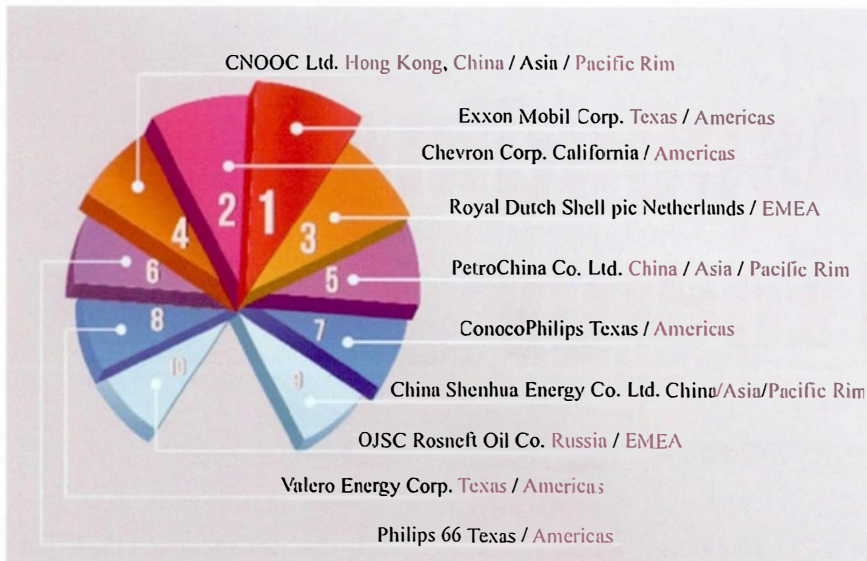 CNOOC Ltd. Hong Kong, China / Asia / Pacific Rim
Exxon Mobil Corp. Texas / Americas
Chevron Corp. California / Americas
Royal Dutch Shell pic Netherlands / EMEA
PetroChina Co. Ltd. China / Asia / Pacific Rim
ConocoPhilips Texas / Americas
China Shenhua Energy Co. Ltd. China/Asia/Pacific Rim
OJSC Rosneft Oil Co. Russia / EMEA
Valero Energy Corp. Texas / Americas
Philips 66 Texas / Americas
1
2
3
4
5
6
7
8
9
10